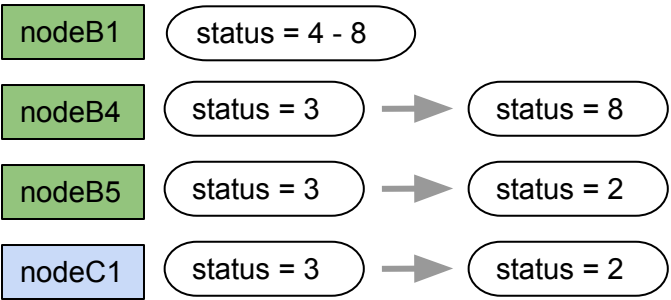 nodeB1 status = 4 - 8
nodeB4 status = 3 status = 8
nodeB5 status = 3 status = 2
nodeC1 status = 3 status = 2